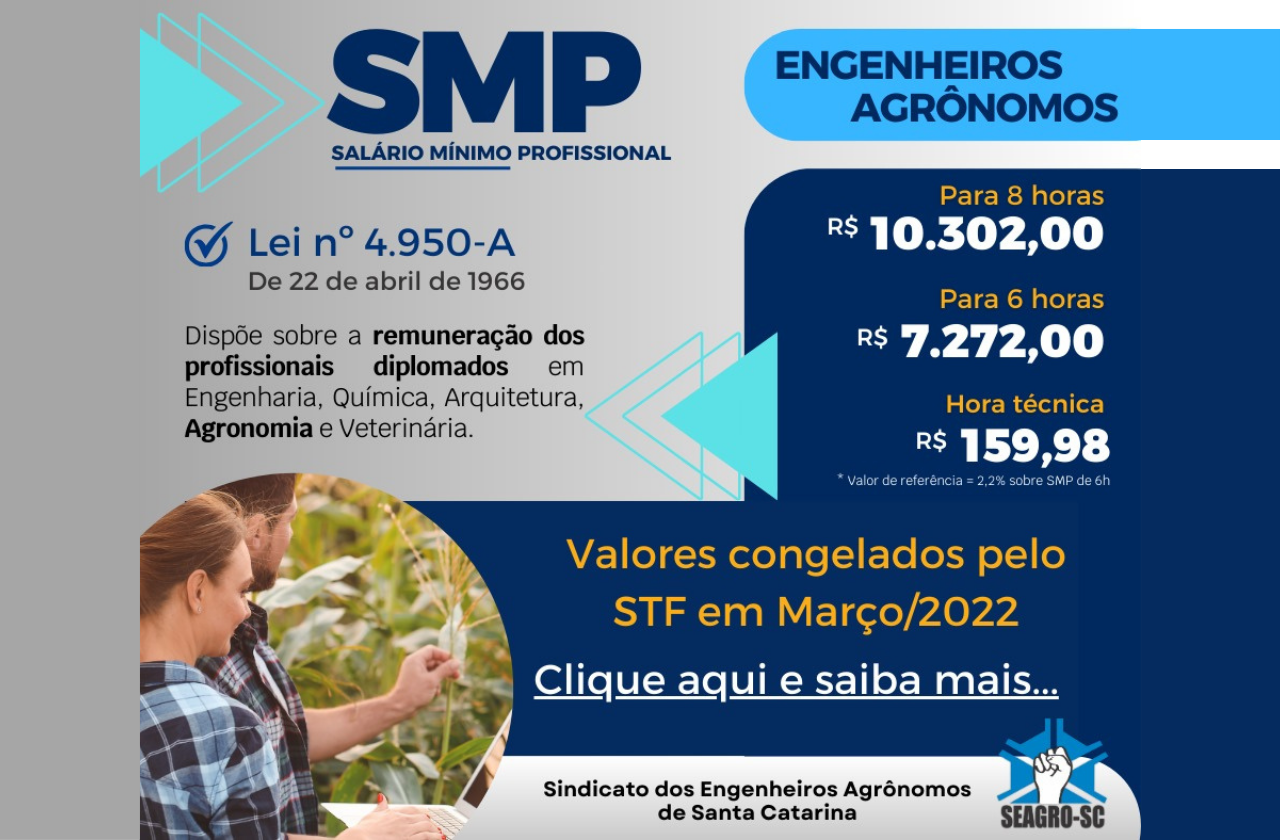 SMP
SALÁRIO MÍNIMO PROFISSIONAL
ENGENHEIROS
AGRÔNOMOS
Lei nº 4.950-A
De 22 de abril de 1966
Dispõe sobre a remuneração dos
profissionais diplomados em
Engenharia, Química, Arquitetura,
Agronomia e Veterinária.
Para 8 horas
R$ 10.302,00
Para 6 horas
R$ 7.272,00
Hora técnica
R$ 159,98
* Valor de referência = 2,2% sobre SMP de 6h
Valores congelados pelo
STF em Março/2022
Clique aqui e saiba mais...
Sindicato dos Engenheiros Agrônomos
de Santa Catarina
SEAGRO-SC